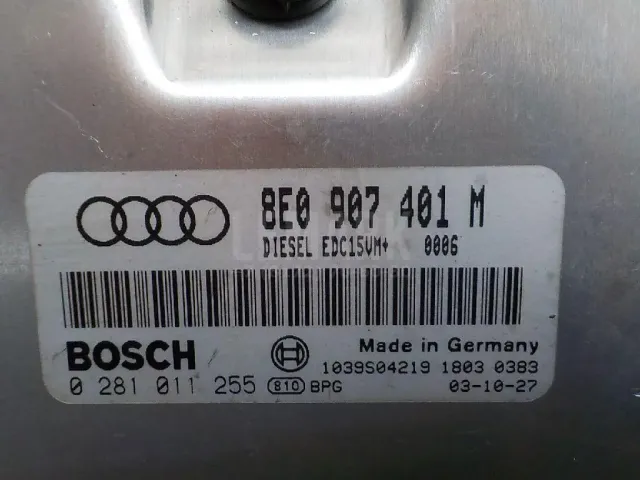 8E0 907 401 M
DIESEL EDC15VM+ 0006
BOSCH
Made in Germany
1039S04219 1803 0383
0 281 011 255 810 BPG 03-10-27